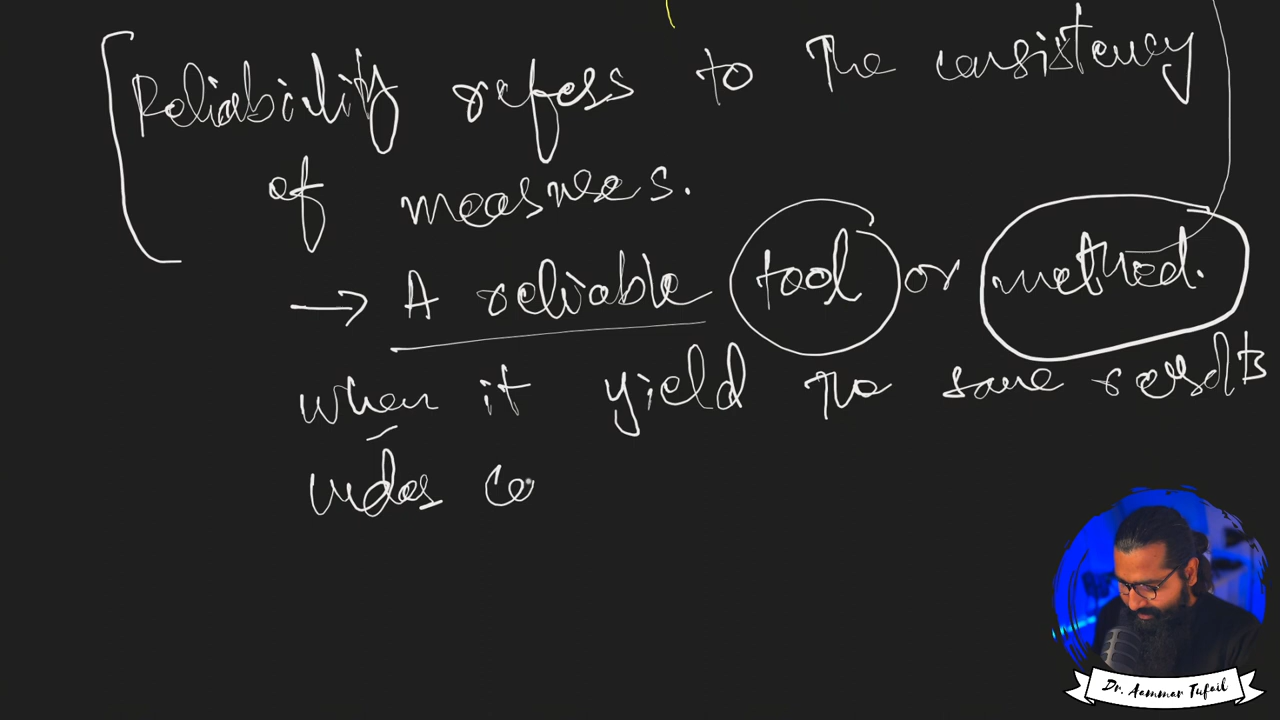 Reliability refers to the consistency
of measures.
→ A reliable tool or method.
when it yield the same results
under co
Dr. Aammar Tufail